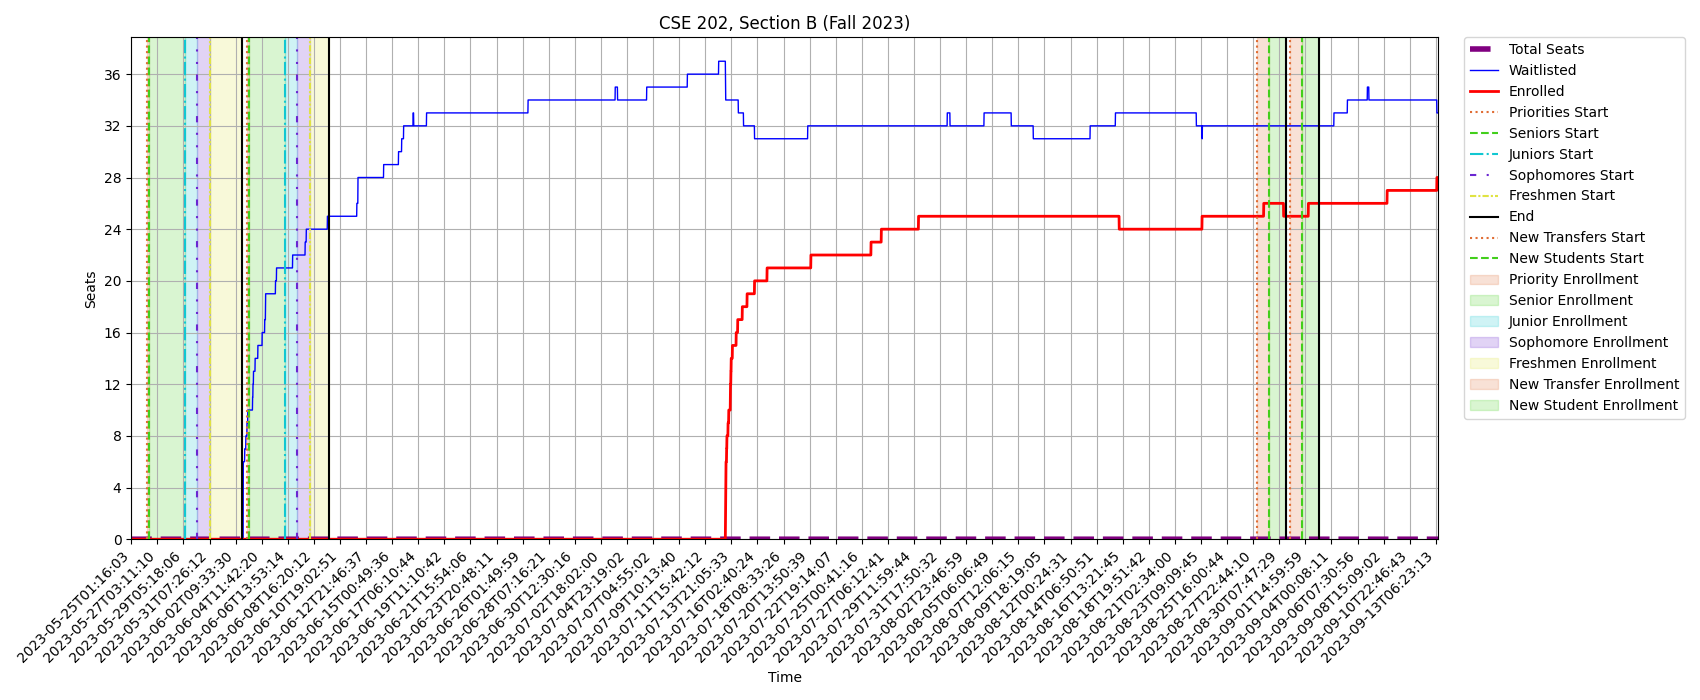 CSE 202, Section B (Fall 2023)
Seats
36
32
28
24
20
16
12
8
4
0
2023-05-25T01:16:03
2023-05-27T03:11:10
2023-05-29T05:18:06
2023-05-31T07:26:12
2023-06-02T09:33:30
2023-06-04T11:42:20
2023-06-06T13:53:14
2023-06-08T16:20:12
2023-06-10T19:02:51
2023-06-12T21:46:37
2023-06-15T00:49:36
2023-06-17T06:10:44
2023-06-19T11:10:42
2023-06-21T15:54:06
2023-06-23T20:48:11
2023-06-26T01:49:59
2023-06-28T07:16:21
2023-06-30T12:30:16
2023-07-02T18:02:00
2023-07-04T23:19:02
2023-07-07T04:55:02
2023-07-09T10:13:40
2023-07-11T15:42:12
2023-07-13T21:05:33
2023-07-16T02:40:24
2023-07-18T08:33:26
2023-07-20T13:50:39
2023-07-22T19:14:07
2023-07-25T00:41:16
2023-07-27T06:12:41
2023-07-29T11:59:44
2023-07-31T17:50:32
2023-08-02T23:46:59
2023-08-05T06:06:49
2023-08-07T12:06:15
2023-08-09T18:19:05
2023-08-12T00:24:31
2023-08-14T06:50:51
2023-08-16T13:21:45
2023-08-18T19:51:42
2023-08-21T02:34:00
2023-08-23T09:09:45
2023-08-25T16:00:44
2023-08-27T22:44:10
2023-08-30T07:47:29
2023-09-01T14:59:59
2023-09-04T00:08:11
2023-09-06T07:30:56
2023-09-08T15:09:02
2023-09-10T22:46:43
2023-09-13T06:23:13
Time
Total Seats
Waitlisted
Enrolled
Priorities Start
Seniors Start
Juniors Start
Sophomores Start
Freshmen Start
End
New Transfers Start
New Students Start
Priority Enrollment
Senior Enrollment
Junior Enrollment
Sophomore Enrollment
Freshmen Enrollment
New Transfer Enrollment
New Student Enrollment